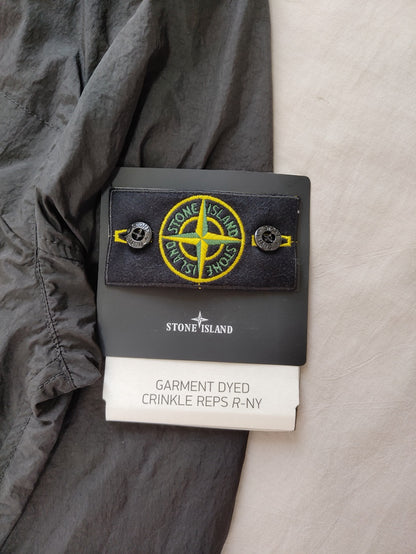 STONE ISLAND
STONE ISLAND
STONE ISLAND
GARMENT DYED
CRINKLE REPS R-NY